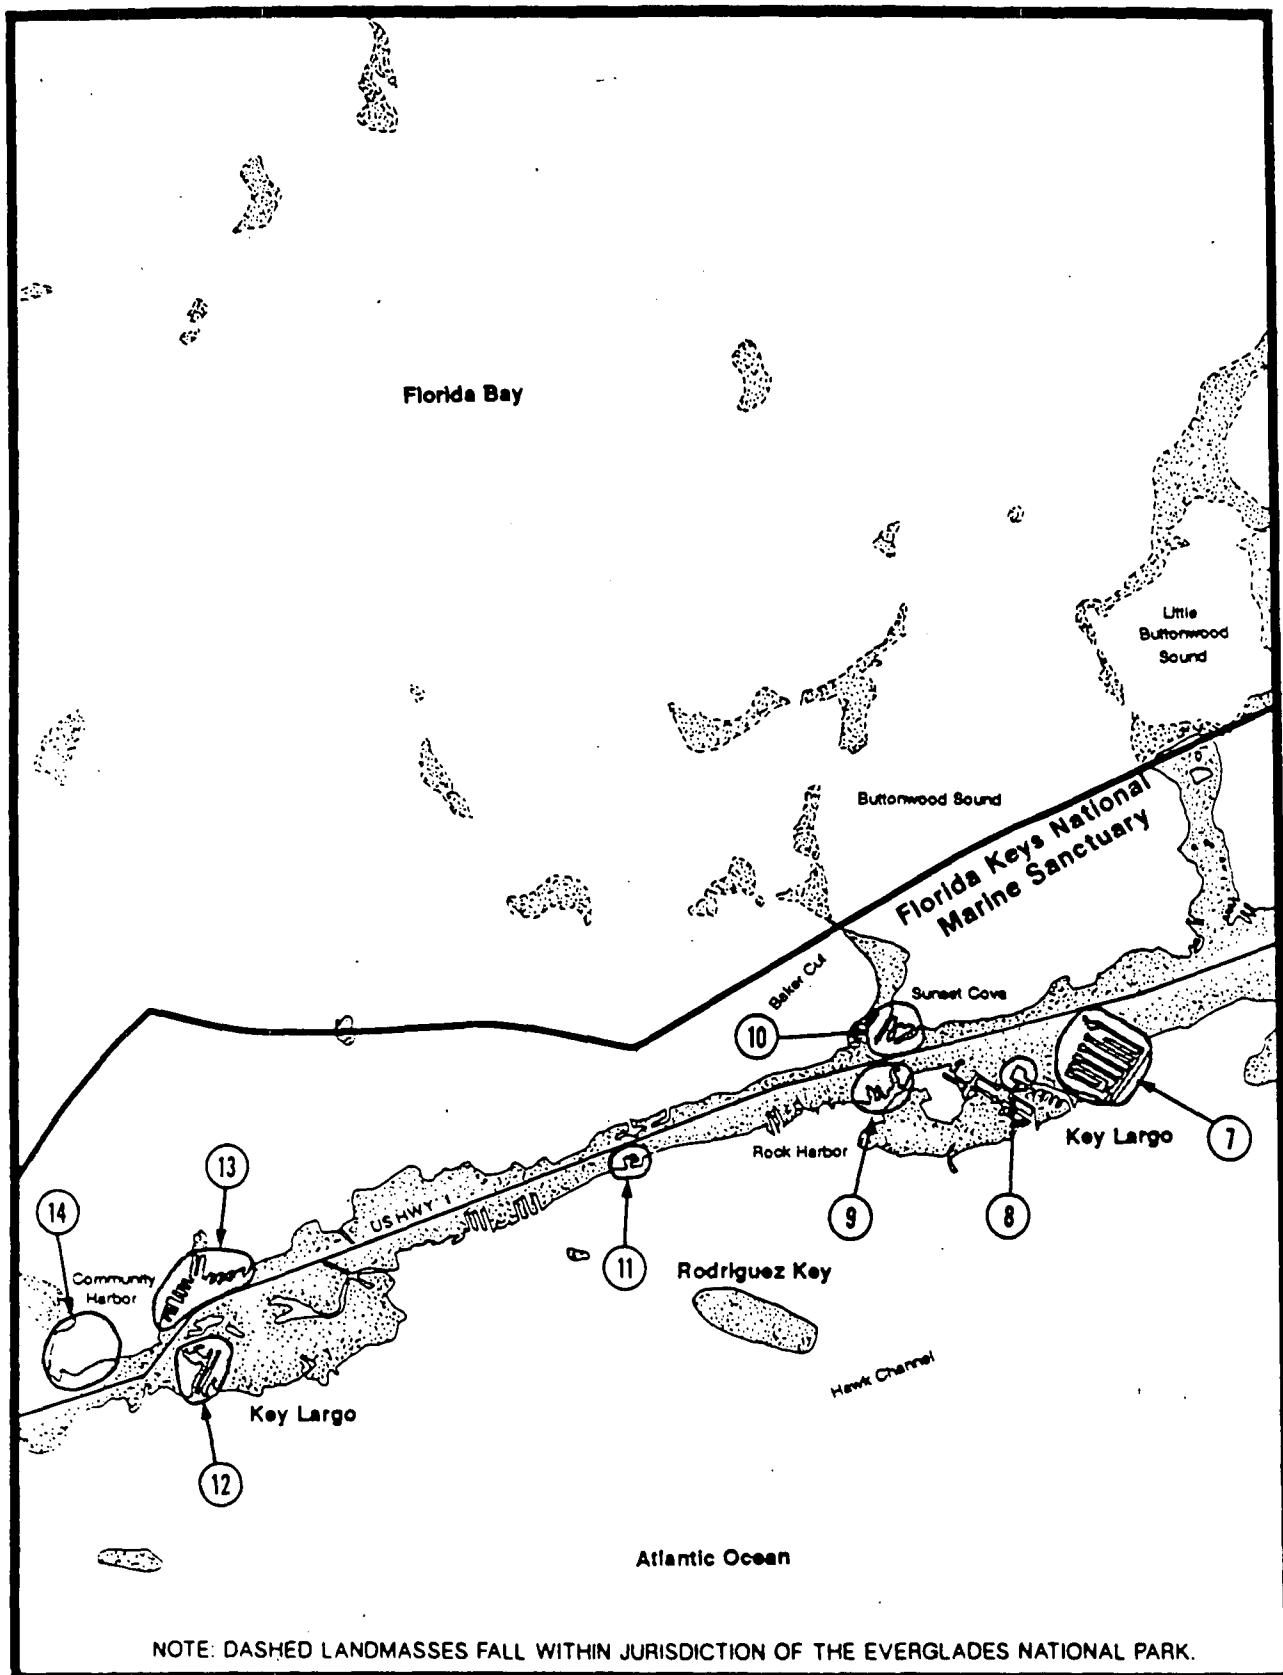 Florida Bay
Little
Buttonwood
Sound
Buttonwood Sound
Florida Keys National
Marine Sanctuary
Baker Cut
Sunset Cove
10
7
Key Largo
Rock Harbor
9
8
13
US HWY 1
11
14
Community
Harbor
Rodriguez Key
Hawk Channel
Key Largo
12
Atlantic Ocean
NOTE: DASHED LANDMASSES FALL WITHIN JURISDICTION OF THE EVERGLADES NATIONAL PARK.